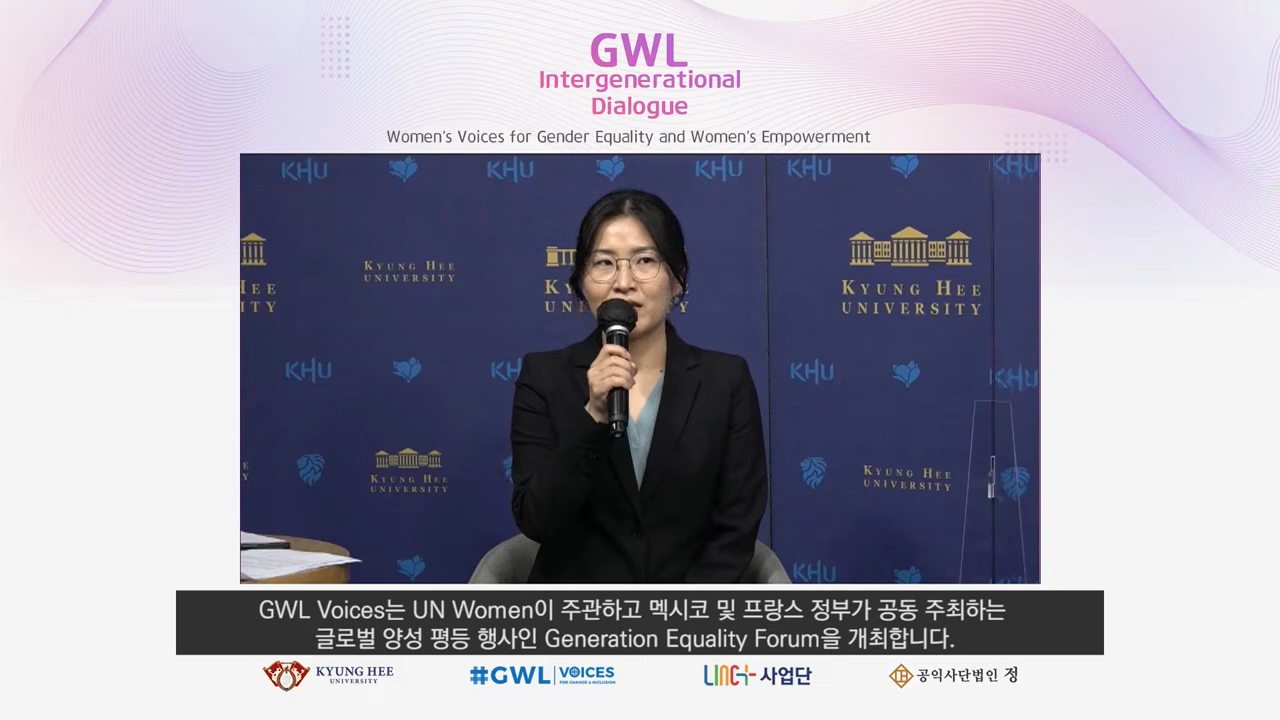 GWL
Intergenerational
Dialogue
Women's Voices for Gender Equality and Women's Empowerment
KHU KHU KHU KHU KHU
KYUNG HEE
UNIVERSITY
KYUNG HEE
UNIVERSITY
KHU KHU KHU KHU
KYUNG HEE
UNIVERSITY
KYUNG HEE
UNIVERSITY
KHU
GWL Voices는 UN Women이 주관하고 멕시코 및 프랑스 정부가 공동 주최하는
글로벌 양성 평등 행사인 Generation Equality Forum을 개최합니다.
KYUNG HEE
UNIVERSITY
#GWL VOICES
FOR CHANGE & INCLUSION
LINC+ 사업단
공익사단법인 정